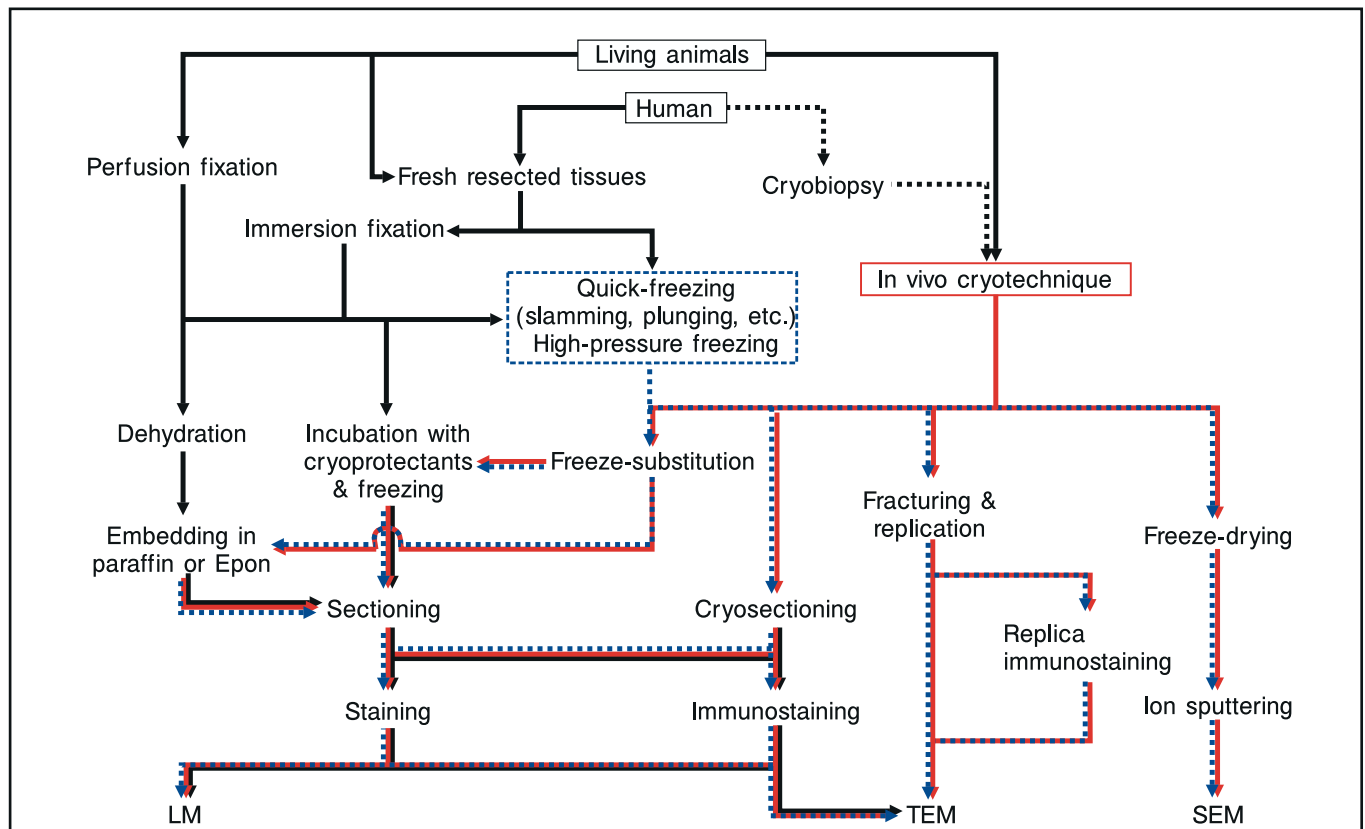 Living animals
Human
Perfusion fixation
Fresh resected tissues
Cryobiopsy
Immersion fixation
In vivo cryotechnique
Quick-freezing
(slamming, plunging, etc.)
High-pressure freezing
Dehydration
Incubation with
cryoprotectants
& freezing
Freeze-substitution
Fracturing &
replication
Embedding in
paraffin or Epon
Freeze-drying
Sectioning
Cryosectioning
Replica
immunostaining
Staining
Immunostaining
Ion sputtering
LM
TEM
SEM